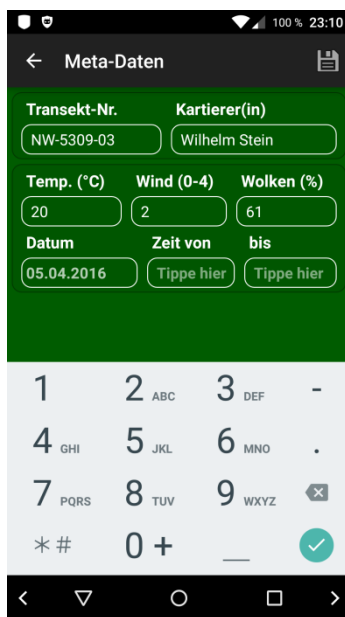 100 % 23:10
Meta-Daten
Transekt-Nr. Kartierer(in)
NW-5309-03 Wilhelm Stein
Temp. (°C) Wind (0-4) Wolken (%)
20 2 61
Datum Zeit von bis
05.04.2016 Tippe hier Tippe hier
1 2 ABC 3 DEF -
4 GHI 5 JKL 6 MNO .
7 PQRS 8 TUV 9 WXYZ
*# 0 + _